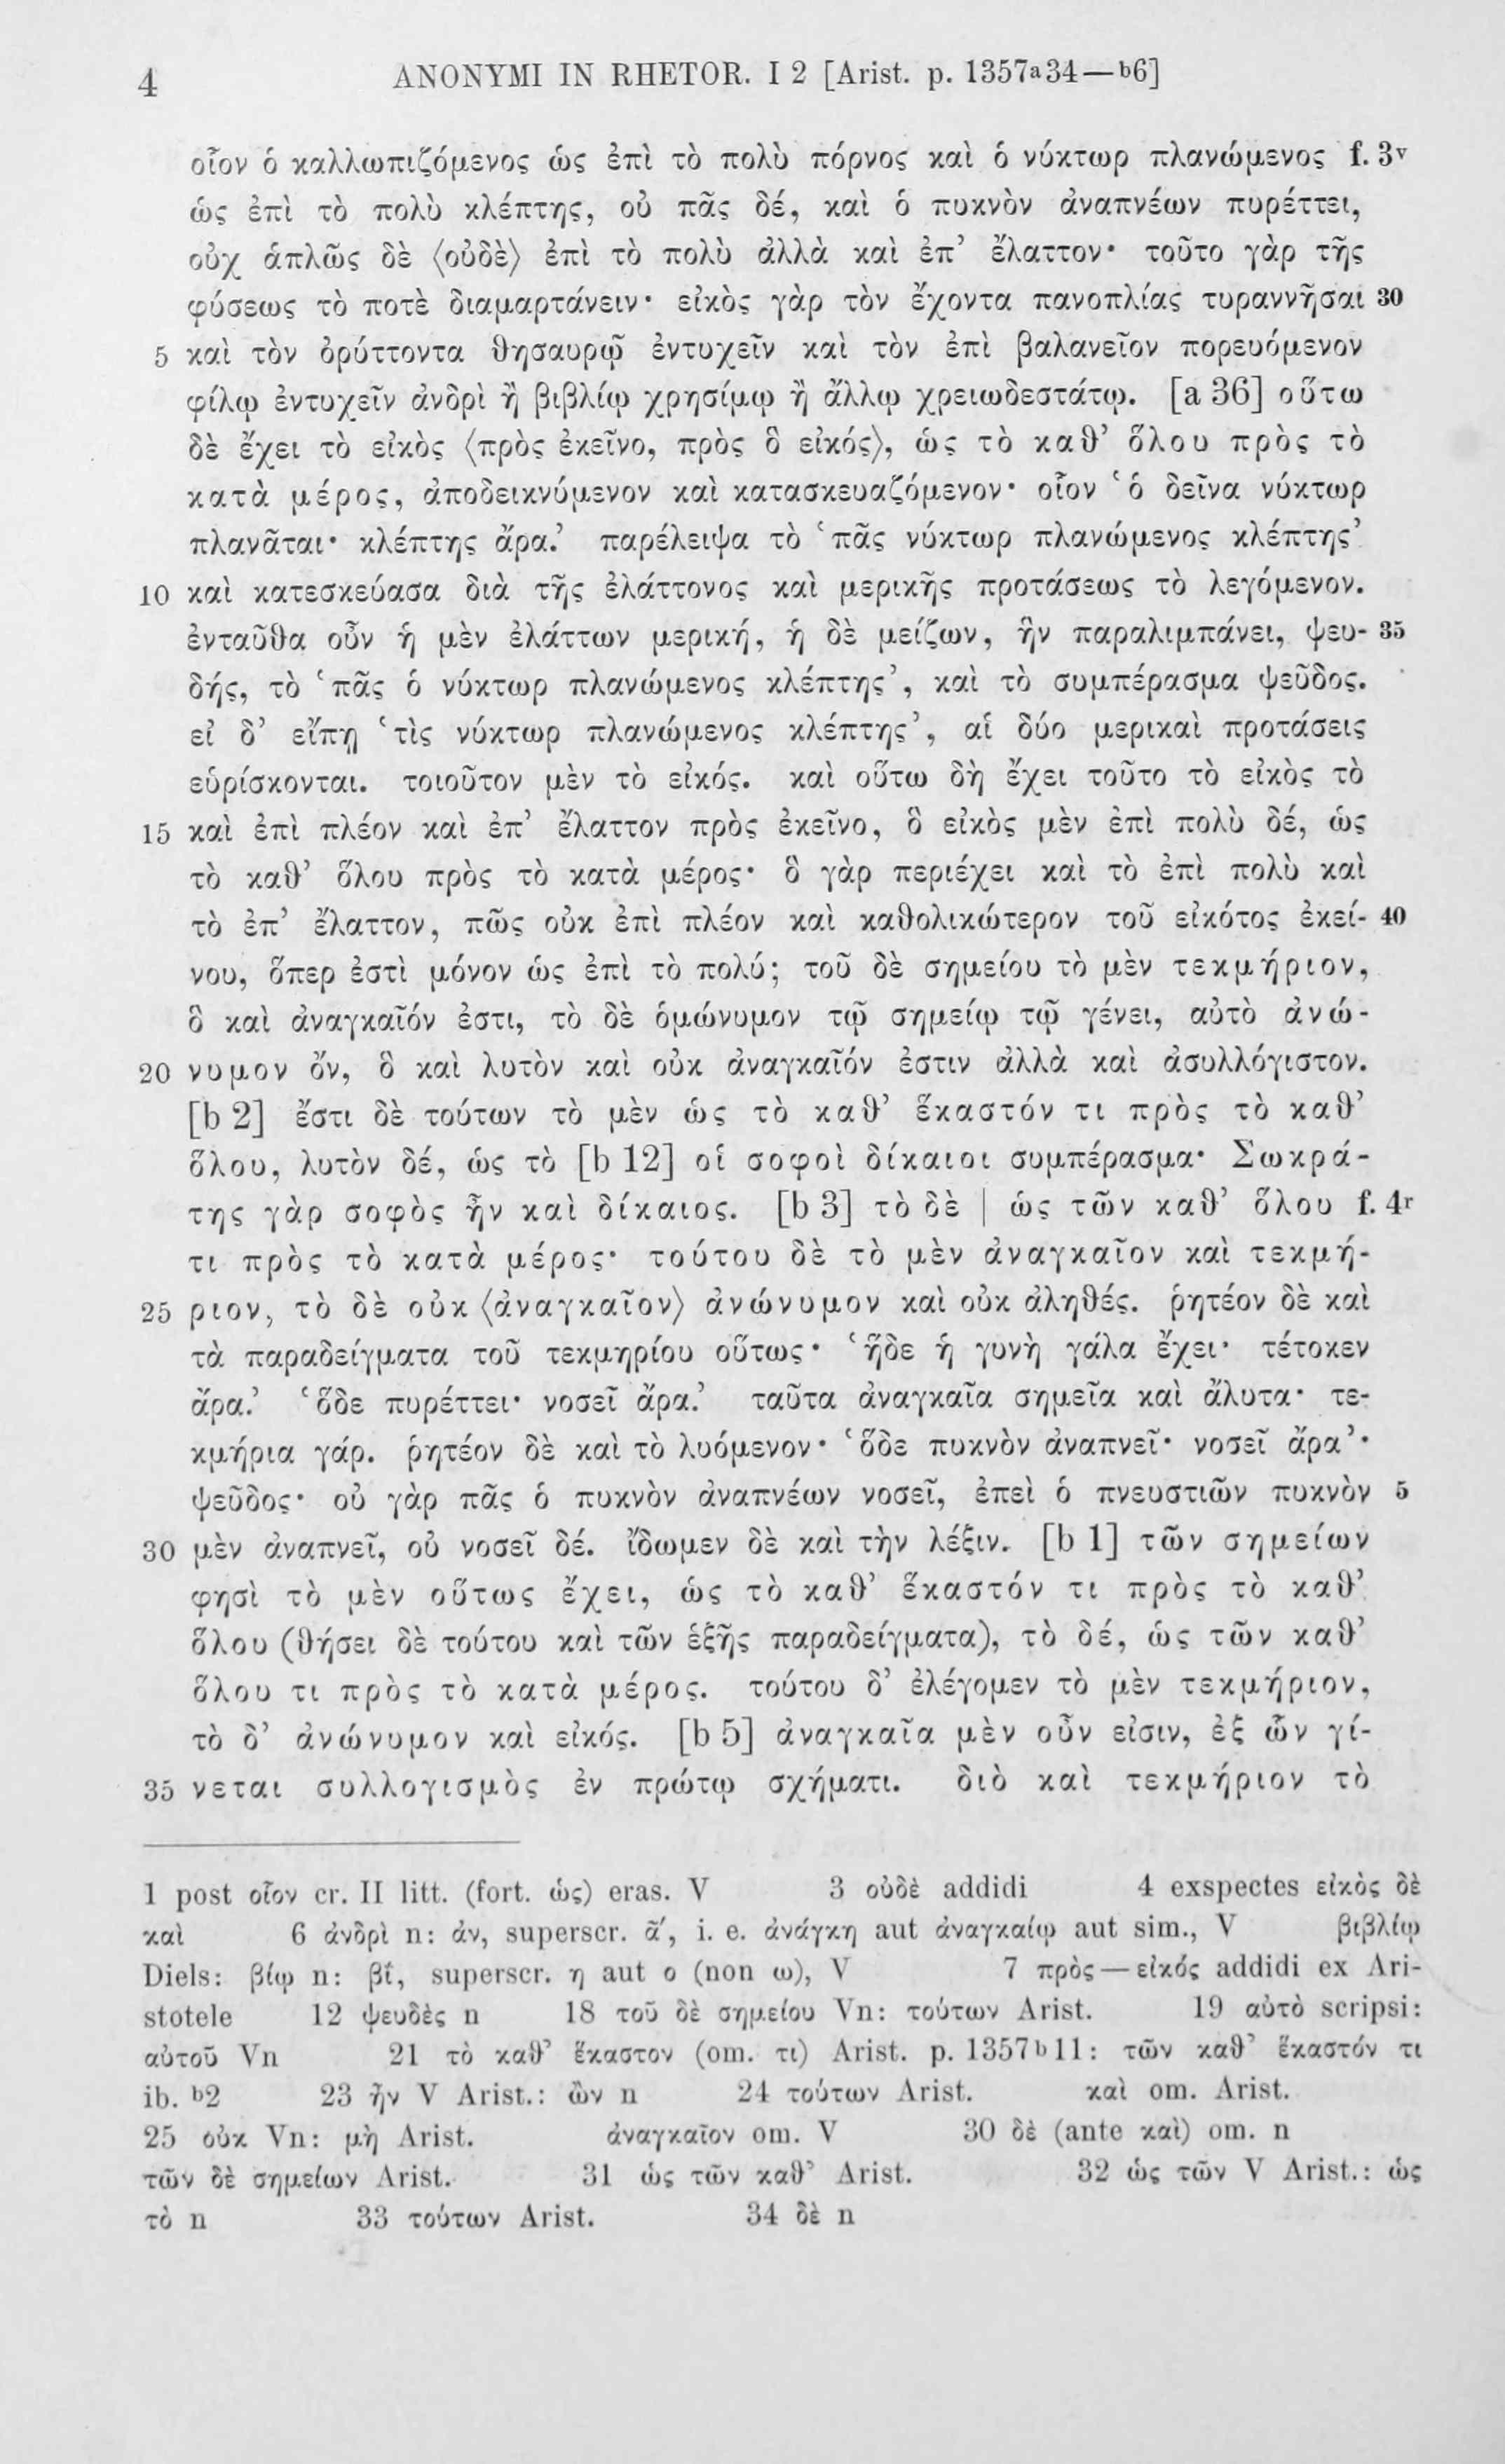 4 ANONYMI IN RHETOR. I 2 [Arist. p. 1357a34—b6]
οἷον ὁ καλλωπιζόμενος ὡς ἐπὶ τὸ πολὺ πόρνος καὶ ὁ νύκτωρ πλανώμενος f. 3v
ὡς ἐπὶ τὸ πολὺ κλέπτης, οὐ πᾶς δέ, καὶ ὁ πυκνὸν ἀναπνέων πυρέττει,
οὐχ ἁπλῶς δὲ ⟨οὐδὲ⟩ ἐπὶ τὸ πολὺ ἀλλὰ καὶ ἐπ’ ἔλαττον· τοῦτο γὰρ τῆς
φύσεως τὸ ποτὲ διαμαρτάνειν· εἰκὸς γὰρ τὸν ἔχοντα πανοπλίας τυραννῆσαι 30
5 καὶ τὸν ὀρύττοντα θησαυρῷ ἐντυχεῖν καὶ τὸν ἐπὶ βαλανεῖον πορευόμενον
φίλῳ ἐντυχεῖν ἀνδρὶ ἢ βιβλίῳ χρησίμῳ ἢ ἄλλῳ χρειωδεστάτῳ. [a 36] οὕτω
δὲ ἔχει τὸ εἰκὸς ⟨πρὸς ἐκεῖνο, πρὸς ὃ εἰκός⟩, ὡς τὸ καθ’ ὅλου πρὸς τὸ
κατὰ μέρος, ἀποδεικνύμενον καὶ κατασκευαζόμενον· οἷον ‘ὁ δεῖνα νύκτωρ
πλανᾶται· κλέπτης ἄρα.’ παρέλειψα τὸ ‘πᾶς νύκτωρ πλανώμενος κλέπτης’
10 καὶ κατεσκεύασα διὰ τῆς ἐλάττονος καὶ μερικῆς προτάσεως τὸ λεγόμενον.
ἐνταῦθα οὖν ἡ μὲν ἐλάττων μερική, ἡ δὲ μείζων, ἣν παραλιμπάνει, ψευ- 35
δής, τὸ ‘πᾶς ὁ νύκτωρ πλανώμενος κλέπτης’, καὶ τὸ συμπέρασμα ψεῦδος.
εἰ δ’ εἴπῃ ‘τὶς νύκτωρ πλανώμενος κλέπτης’, αἱ δύο μερικαὶ προτάσεις
εὑρίσκονται. τοιοῦτον μὲν τὸ εἰκός. καὶ οὕτω δὴ ἔχει τοῦτο τὸ εἰκὸς τὸ
15 καὶ ἐπὶ πλέον καὶ ἐπ’ ἔλαττον πρὸς ἐκεῖνο, ὃ εἰκὸς μὲν ἐπὶ πολὺ δέ, ὡς
τὸ καθ’ ὅλου πρὸς τὸ κατὰ μέρος· ὃ γὰρ περιέχει καὶ τὸ ἐπὶ πολὺ καὶ
τὸ ἐπ’ ἔλαττον, πῶς οὐκ ἐπὶ πλέον καὶ καθολικώτερον τοῦ εἰκότος ἐκεί- 40
νου, ὅπερ ἐστὶ μόνον ὡς ἐπὶ τὸ πολύ; τοῦ δὲ σημείου τὸ μὲν τεκμήριον,
ὃ καὶ ἀναγκαῖόν ἐστι, τὸ δὲ ὁμώνυμον τῷ σημείῳ τῷ γένει, αὐτὸ ἀνώ-
20 νυμον ὄν, ὃ καὶ λυτὸν καὶ οὐκ ἀναγκαῖόν ἐστιν ἀλλὰ καὶ ἀσυλλόγιστον.
[b 2] ἔστι δὲ τούτων τὸ μὲν ὡς τὸ καθ’ ἕκαστόν τι πρὸς τὸ καθ’
ὅλου, λυτὸν δέ, ὡς τὸ [b 12] οἱ σοφοὶ δίκαιοι συμπέρασμα· Σωκρά-
της γὰρ σοφὸς ἦν καὶ δίκαιος. [b 3] τὸ δὲ | ὡς τῶν καθ’ ὅλου f. 4r
τι πρὸς τὸ κατὰ μέρος· τούτου δὲ τὸ μὲν ἀναγκαῖον καὶ τεκμή-
25 ριον, τὸ δὲ οὐκ ⟨ἀναγκαῖον⟩ ἀνώνυμον καὶ οὐκ ἀληθές. ῥητέον δὲ καὶ
τὰ παραδείγματα τοῦ τεκμηρίου οὕτως· ‘ἥδε ἡ γυνὴ γάλα ἔχει· τέτοκεν
ἄρα.’ ‘ὅδε πυρέττει· νοσεῖ ἄρα.’ ταῦτα ἀναγκαῖα σημεῖα καὶ ἄλυτα· τε-
κμήρια γάρ. ῥητέον δὲ καὶ τὸ λυόμενον· ‘ὅδε πυκνὸν ἀναπνεῖ· νοσεῖ ἄρα’·
ψεῦδος· οὐ γὰρ πᾶς ὁ πυκνὸν ἀναπνέων νοσεῖ, ἐπεὶ ὁ πνευστιῶν πυκνὸν 5
30 μὲν ἀναπνεῖ, οὐ νοσεῖ δέ. ἴδωμεν δὲ καὶ τὴν λέξιν. [b 1] τῶν σημείων
φησὶ τὸ μὲν οὕτως ἔχει, ὡς τὸ καθ’ ἕκαστόν τι πρὸς τὸ καθ’
ὅλου (θήσει δὲ τούτου καὶ τῶν ἑξῆς παραδείγματα), τὸ δέ, ὡς τῶν καθ’
ὅλου τι πρὸς τὸ κατὰ μέρος. τούτου δ’ ἐλέγομεν τὸ μὲν τεκμήριον,
τὸ δ’ ἀνώνυμον καὶ εἰκός. [b 5] ἀναγκαῖα μὲν οὖν εἰσιν, ἐξ ὧν γί-
35 νεται συλλογισμὸς ἐν πρώτῳ σχήματι. διὸ καὶ τεκμήριον τὸ
1 post οἷον cr. II litt. (fort. ὡς) eras. V 3 οὐδὲ addidi 4 exspectes εἰκὸς δὲ
καὶ 6 ἀνδρὶ n: ἀν, superscr. ᾶ́, i. e. ἀνάγκη aut ἀναγκαίῳ aut sim., V βιβλίῳ
Diels: βίῳ n: βι̃, superscr. η aut ο (non ω), V 7 πρὸς — εἰκός addidi ex Ari-
stotele 12 ψευδὲς n 18 τοῦ δὲ σημείου Vn: τούτων Arist. 19 αὐτὸ scripsi:
αὐτοῦ Vn 21 τὸ καθ’ ἕκαστον (om. τι) Arist. p. 1357b11: τῶν καθ’ ἕκαστόν τι
ib. b2 23 ἦν V Arist.: ὢν n 24 τούτων Arist. καὶ om. Arist.
25 οὐκ Vn: μὴ Arist. ἀναγκαῖον om. V 30 δὲ (ante καὶ) om. n
τῶν δὲ σημείων Arist. 31 ὡς τῶν καθ’ Arist. 32 ὡς τῶν V Arist.: ὡς
τὸ n 33 τούτων Arist. 34 δὲ n